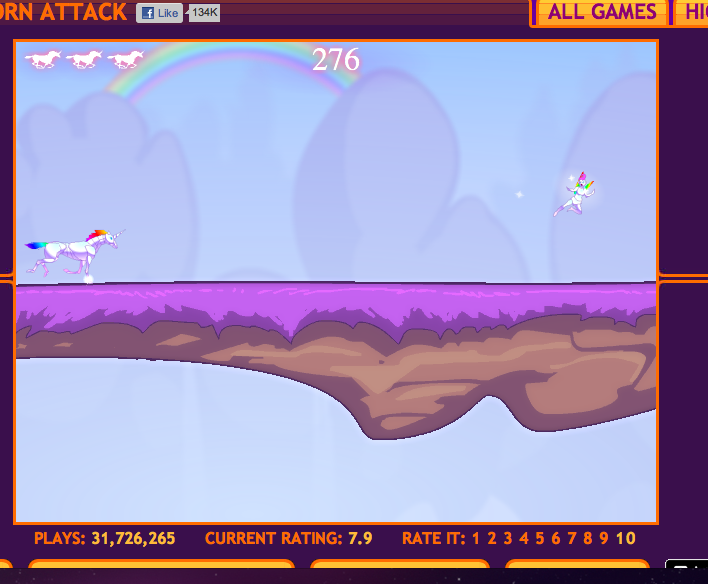 ORN ATTACK Like 134K ALL GAMES HI
276
PLAYS: 31,726,265 CURRENT RATING: 7.9 RATE IT: 1 2 3 4 5 6 7 8 9 10